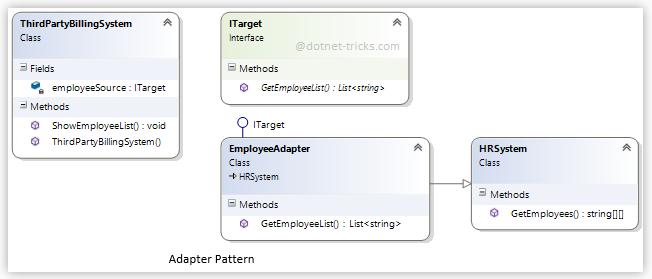 ThirdPartyBillingSystem
Class
Fields
employeeSource : ITarget
Methods
ShowEmployeeList() : void
ThirdPartyBillingSystem()
ITarget
Interface
@dotnet-tricks.com
Methods
GetEmployeeList() : List<string>
ITarget
EmployeeAdapter
Class
HRSystem
Methods
GetEmployeeList() : List<string>
HRSystem
Class
Methods
GetEmployees() : string[][]
Adapter Pattern